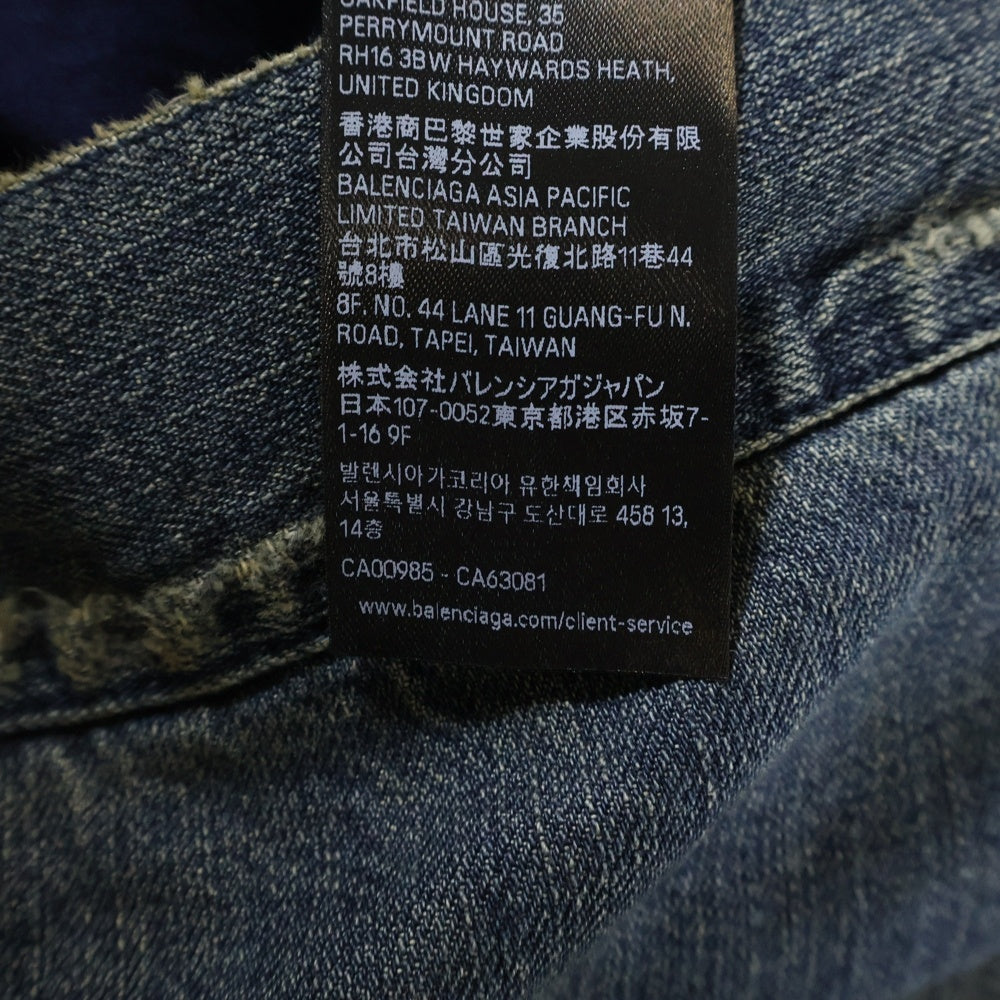 OAKFIELD HOUSE, 35
PERRYMOUNT ROAD
RH16 3BW HAYWARDS HEATH,
UNITED KINGDOM
香港商巴黎世家企業股份有限
公司台灣分公司
BALENCIAGA ASIA PACIFIC
LIMITED TAIWAN BRANCH
台北市松山區光復北路11巷44
號8樓
8F. NO. 44 LANE 11 GUANG-FU N.
ROAD, TAPEI, TAIWAN
株式会社バレンシアガジャパン
日本107-0052東京都港区赤坂7-
1-16 9F
발렌시아가코리아 유한책임회사
서울특별시 강남구 도산대로 458 13,
14층
CA00985 - CA63081
www.balenciaga.com/client-service